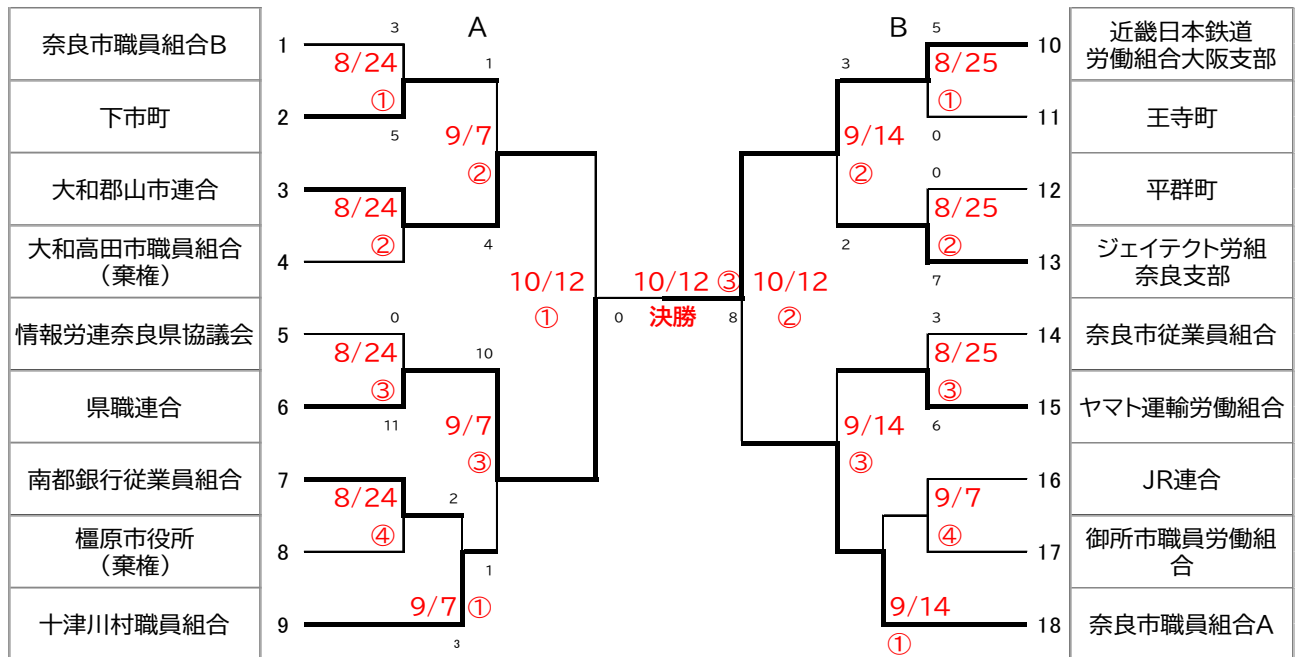 A
B
奈良市職員組合B
1
3
8/24
①
下市町
2
5
1
9/7
②
大和郡山市連合
3
8/24
②
大和高田市職員組合
(棄権)
4
4
10/12
①
情報労連奈良県協議会
5
0
8/24
③
県職連合
6
11
10
9/7
③
南都銀行従業員組合
7
8/24
④
橿原市役所
(棄権)
8
2
1
十津川村職員組合
9
9/7 ①
3
10/12 ③
決勝
0
8
10/12
②
5
10
近畿日本鉄道
労働組合大阪支部
8/25
①
11
王寺町
0
3
9/14
②
0
12
平群町
8/25
②
13
ジェイテクト労組
奈良支部
7
2
3
14
奈良市従業員組合
8/25
③
15
ヤマト運輸労働組合
6
9/14
③
16
JR連合
9/7
④
17
御所市職員労働組
合
9/14
①
18
奈良市職員組合A